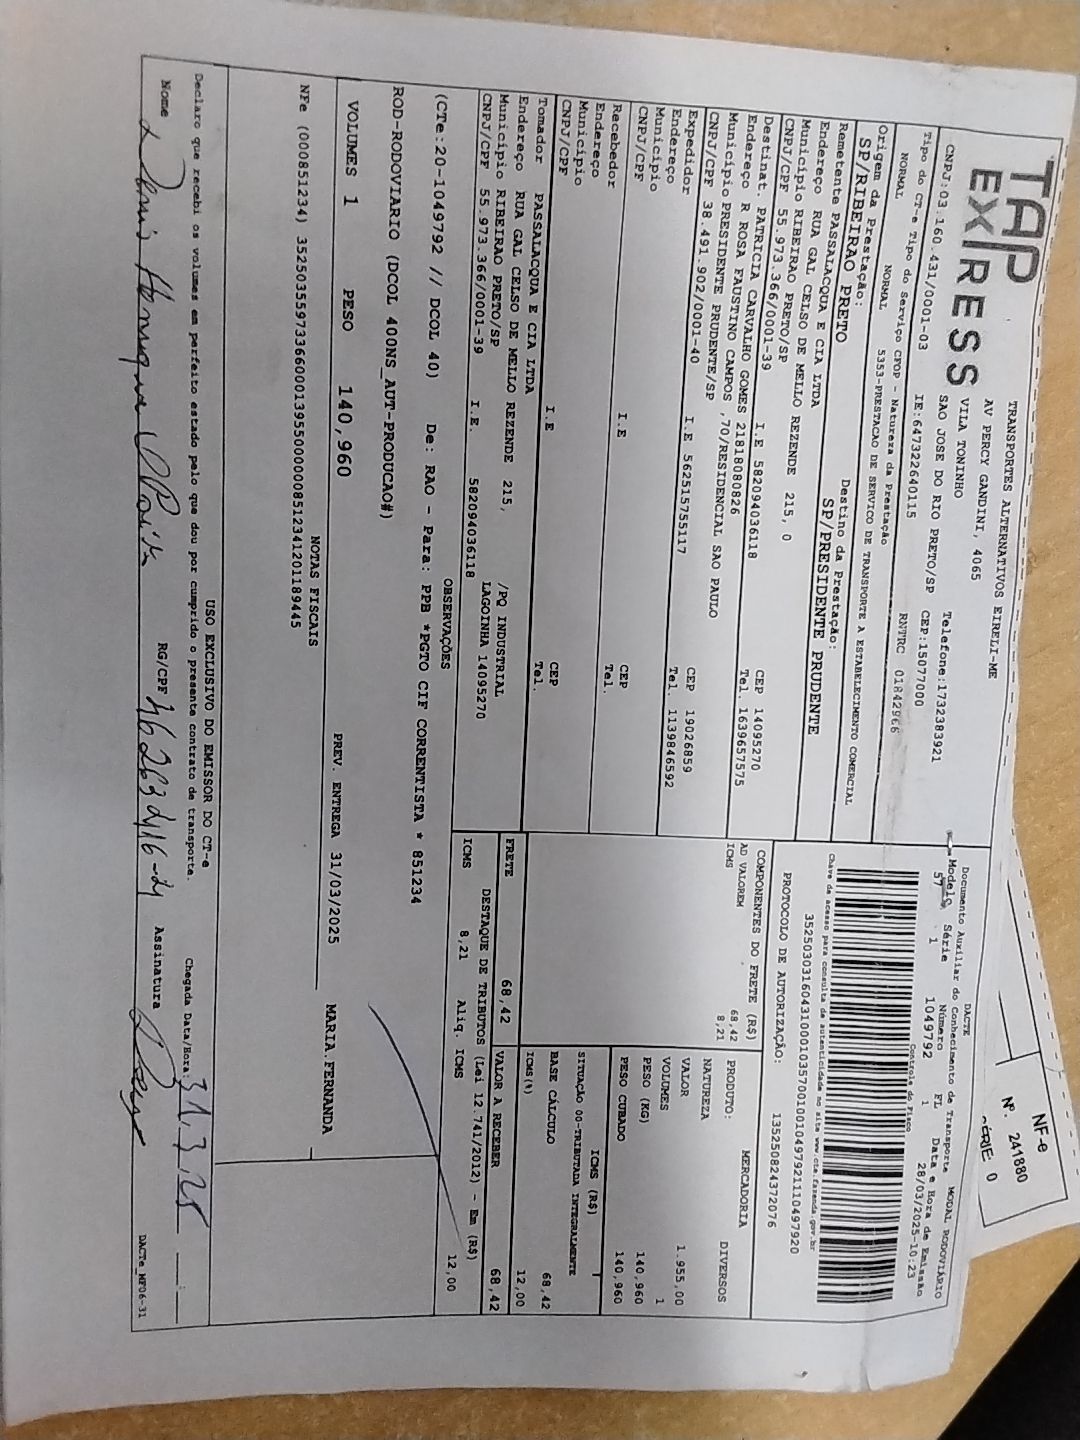 TAP
EX/RESS
TRANSPORTES ALTERNATIVOS EIRELI-ME
AV PERCY GANDINI, 4065
VILA TONINHO
SAO JOSE DO RIO PRETO/SP
Telefone:1732383921
CEP:15077000
CNPJ:03.160.431/0001-03
IE:647322640115
RNTRC 01842966
Tipo do CT-e Tipo do Serviço CFOP - Natureza da Prestação
NORMAL NORMAL 5353-PRESTACAO DE SERVICO DE TRANSPORTE A ESTABELECIMENTO COMERCIAL
Origem da Prestação: Destino da Prestação:
SP/RIBEIRAO PRETO SP/PRESIDENTE PRUDENTE
Remetente PASSALACQUA E CIA LTDA
Endereço RUA GAL CELSO DE MELLO REZENDE 215, 0
Município RIBEIRAO PRETO/SP CEP 14095270
CNPJ/CPF 55.973.366/0001-39 I.E 582094036118 Tel. 1639657575
Destinat. PATRICIA CARVALHO GOMES 21818080826
Endereço R ROSA FAUSTINO CAMPOS ,70/RESIDENCIAL SAO PAULO
Município PRESIDENTE PRUDENTE/SP CEP 19026859
CNPJ/CPF 38.491.902/0001-40 I.E 562515755117 Tel. 1139846592
Expedidor
Endereço
Município CEP
CNPJ/CPF I.E Tel.
Recebedor
Endereço
Município CEP
CNPJ/CPF I.E Tel.
Tomador PASSALACQUA E CIA LTDA
Endereço RUA GAL CELSO DE MELLO REZENDE 215, /PQ INDUSTRIAL
Município RIBEIRAO PRETO/SP LAGOINHA 14095270
CNPJ/CPF 55.973.366/0001-39 I.E. 582094036118
DACTE MODAL RODOVIÁRIO
Documento Auxiliar do Conhecimento de Transporte
Modelo Série Número FL Data e Hora de Emissão
57 1 1049792 1 28/03/2025-10:23
Controle do Fisco
Chave de acesso para consulta de autenticidade no site www.cte.fazenda.gov.br
35250303160431000103570010010497921110497920
PROTOCOLO DE AUTORIZAÇÃO: 135250824372076
COMPONENTES DO FRETE (R$)
AD VALOREM 68,42
ICMS 8,21
MERCADORIA
PRODUTO: DIVERSOS
NATUREZA
VALOR 1.955,00
VOLUMES 1
PESO (KG) 140,960
PESO CUBADO 140,960
ICMS (R$)
SITUAÇÃO 00-TRIBUTADA INTEGRALMENTE
BASE CÁLCULO 68,42
ICMS(%) 12,00
FRETE 68,42 VALOR A RECEBER 68,42
DESTAQUE DE TRIBUTOS (Lei 12.741/2012) - Em (R$)
ICMS 8,21 Alíq. ICMS 12,00
OBSERVAÇÕES
(CTe:20-1049792 // DCOL 40) De: RAO - Para: PPB *PGTO CIF CORRENTISTA * 851234
ROD-RODOVIARIO (DCOL 400NS_AUT-PRODUCAO#)
VOLUMES 1 PESO 140,960 PREV. ENTREGA 31/03/2025 MARIA.FERNANDA
NOTAS FISCAIS
NFe (000851234) 35250355973366000139550000008512341201189445
USO EXCLUSIVO DO EMISSOR DO CT-e
Declaro que recebi os volumes em perfeito estado pelo que dou por cumprido o presente contrato de transporte. Chegada Data/Hora: 31,3,25 :
Nome Henrique RG/CPF Assinatura
DACTe_MF06-31
NF-e
Nº. 241880
SÉRIE: 0